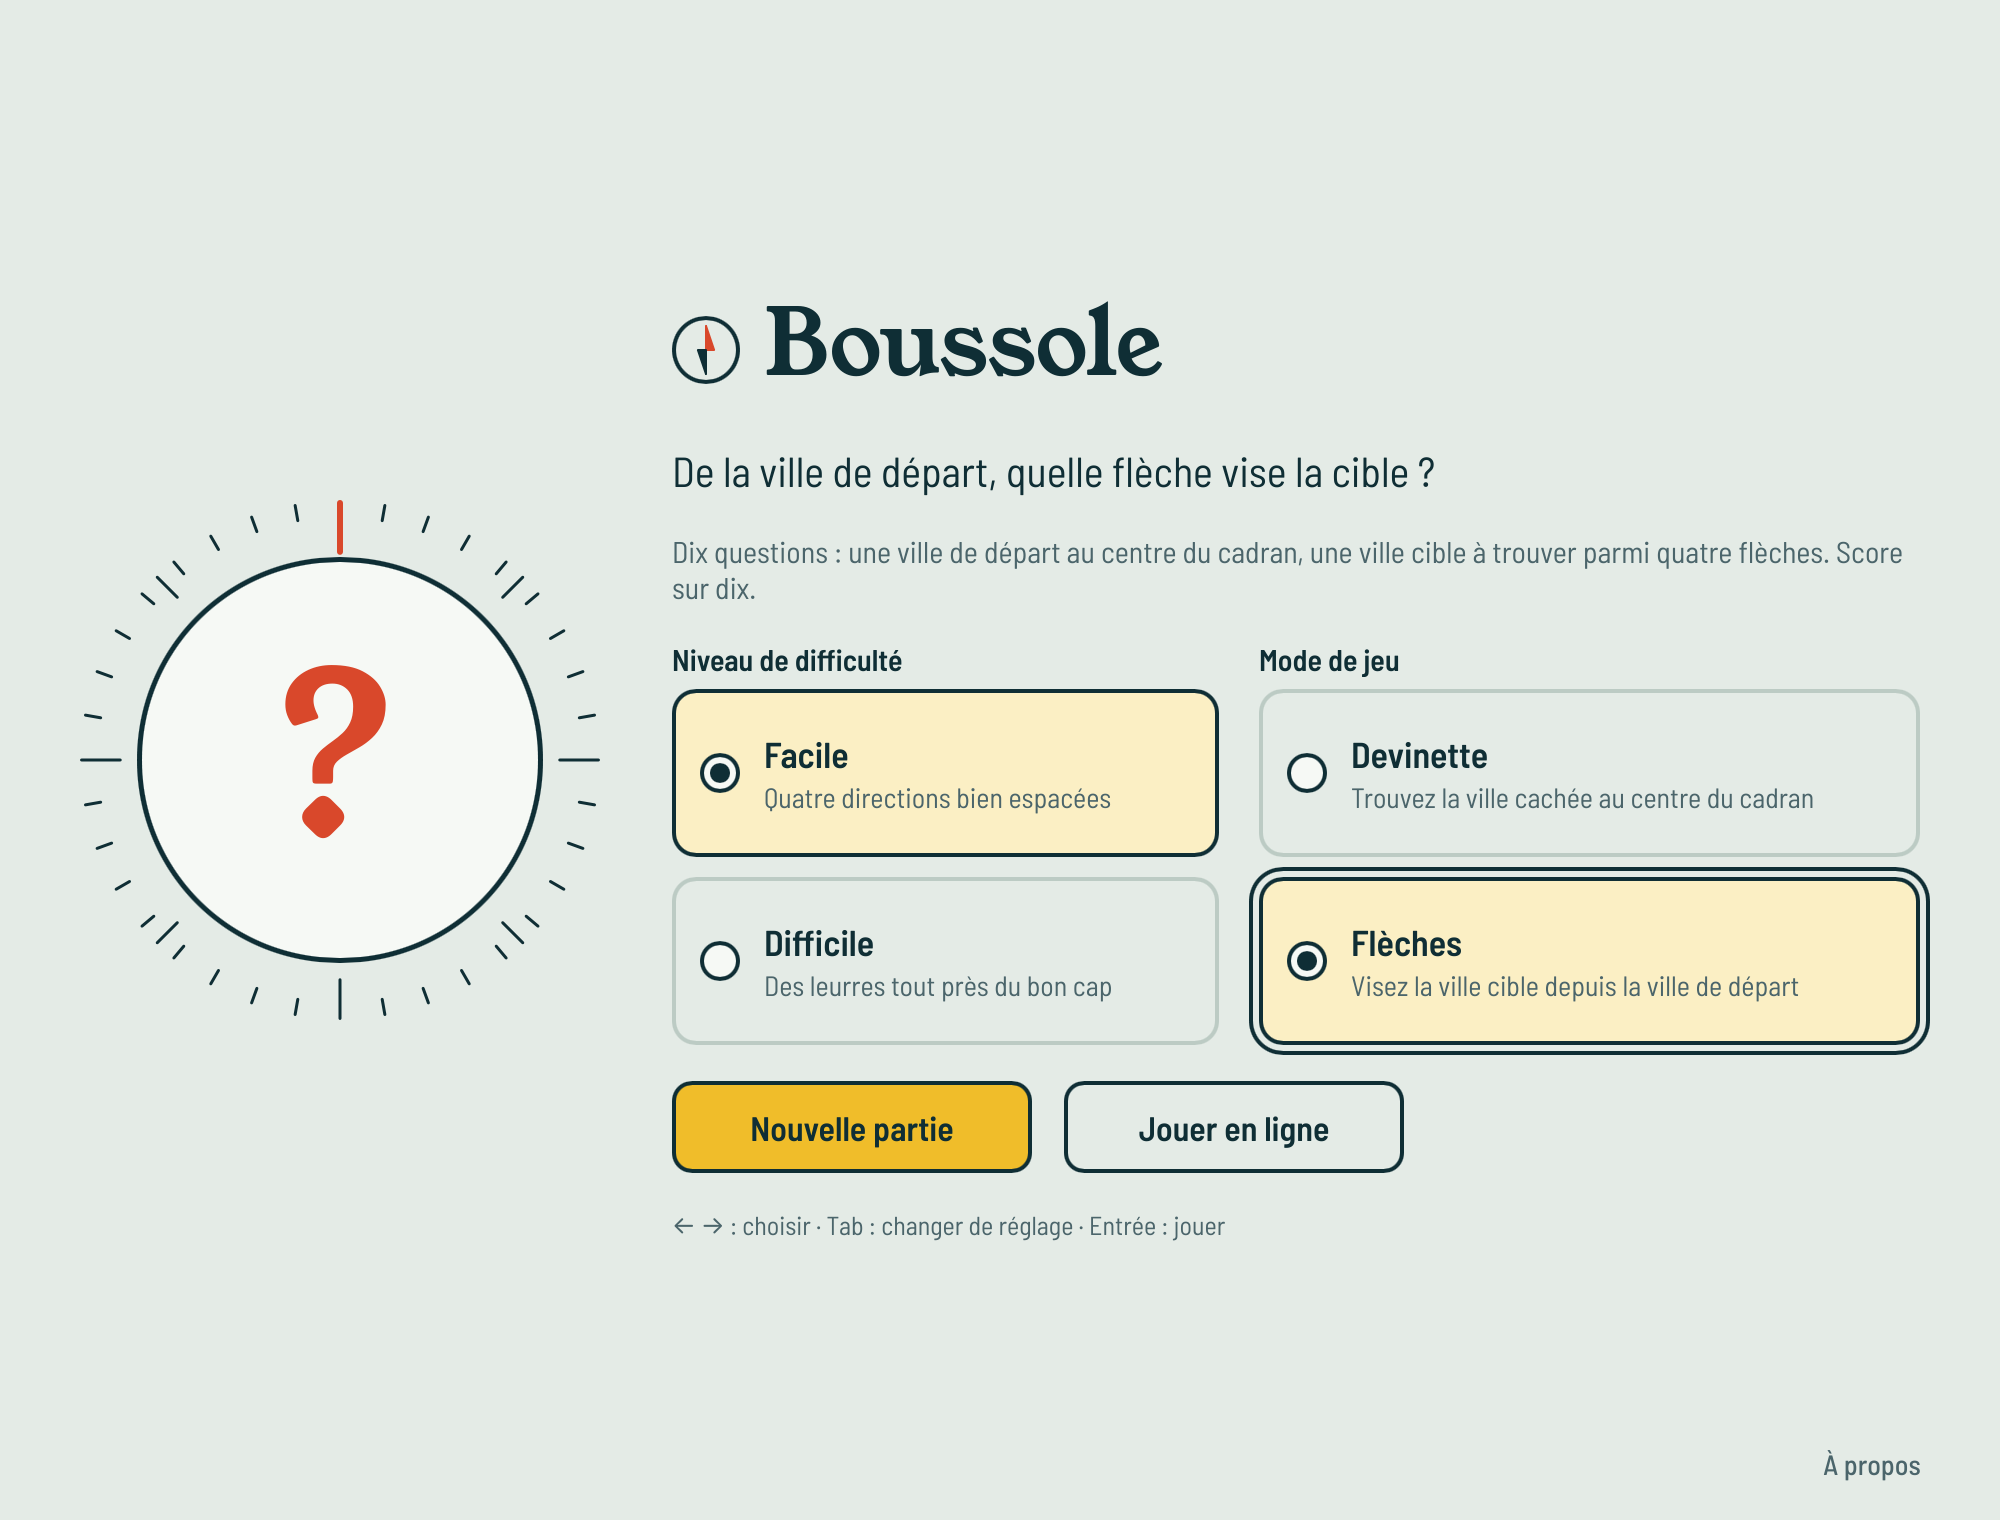 Boussole
De la ville de départ, quelle flèche vise la cible ?
Dix questions : une ville de départ au centre du cadran, une ville cible à trouver parmi quatre flèches. Score
sur dix.
?
Niveau de difficulté
Facile
Quatre directions bien espacées
Difficile
Des leurres tout près du bon cap
Mode de jeu
Devinette
Trouvez la ville cachée au centre du cadran
Flèches
Visez la ville cible depuis la ville de départ
Nouvelle partie
Jouer en ligne
← → : choisir · Tab : changer de réglage · Entrée : jouer
À propos